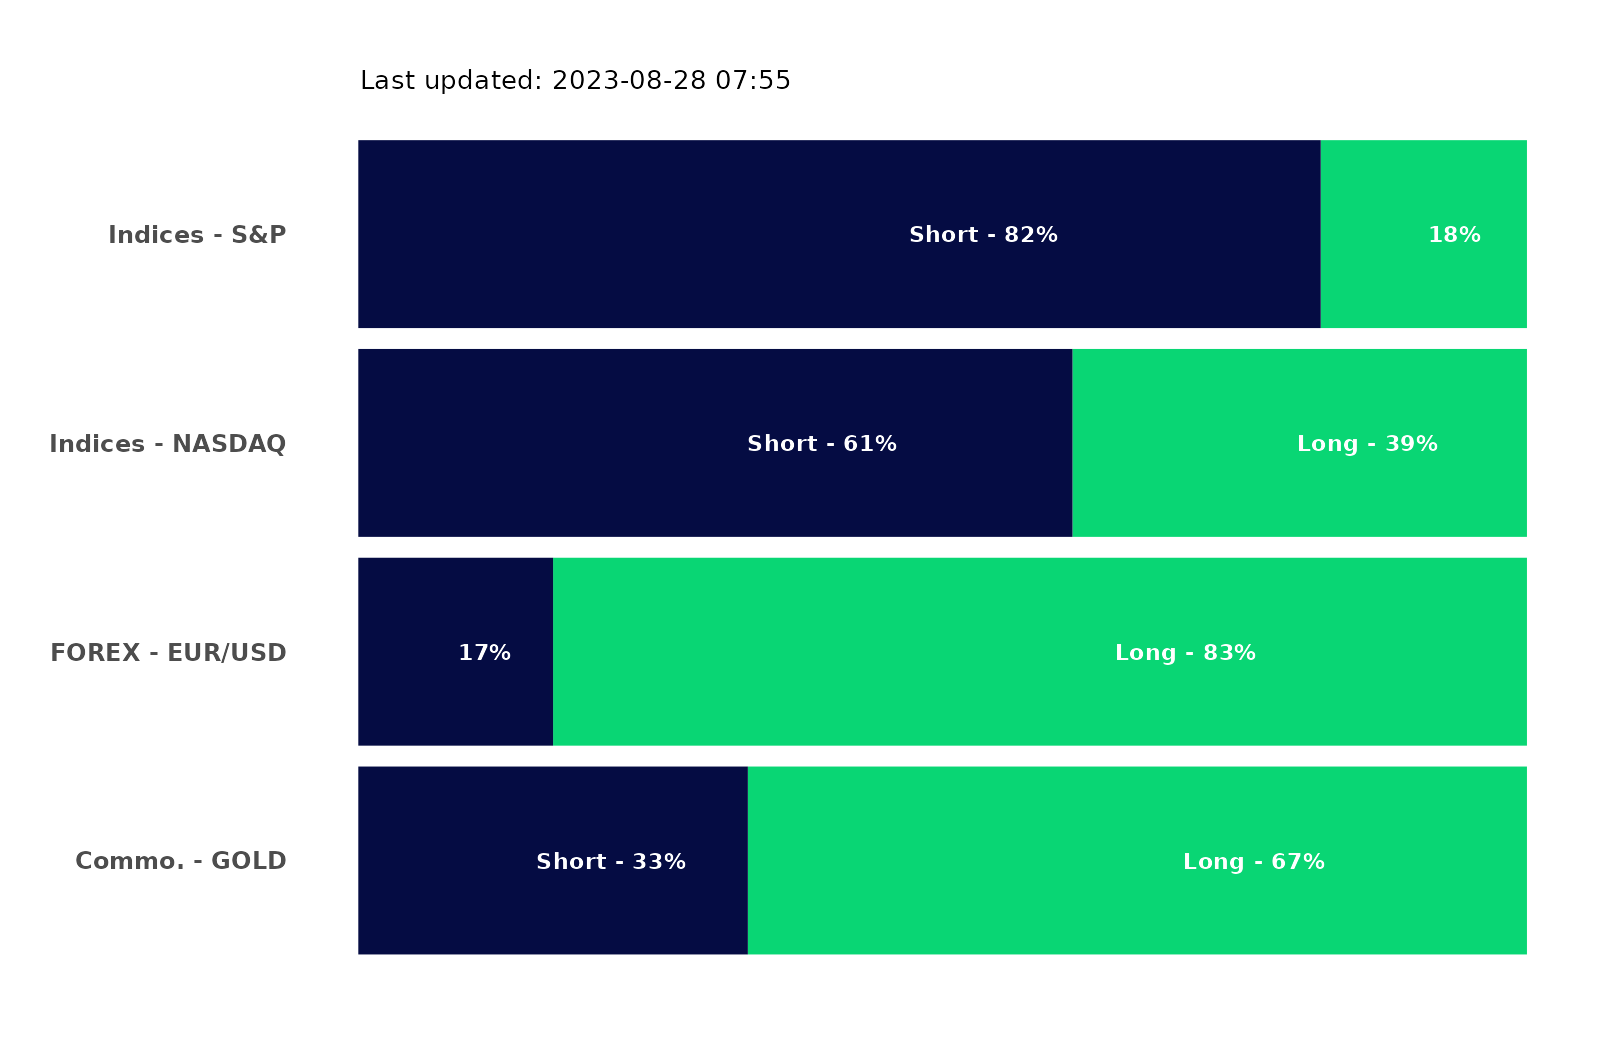 Last updated: 2023-08-28 07:55
Indices - S&P
Short - 82%
18%
Indices - NASDAQ
Short - 61%
Long - 39%
FOREX - EUR/USD
17%
Long - 83%
Commo. - GOLD
Short - 33%
Long - 67%